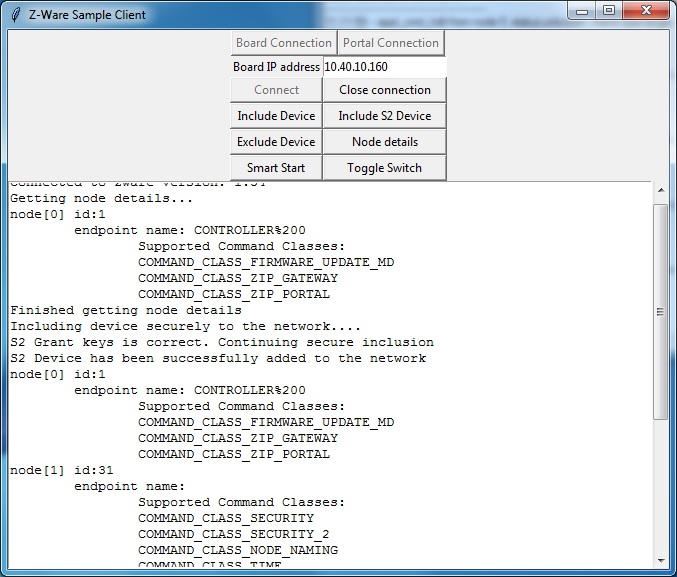 Z-Ware Sample Client
Board Connection Portal Connection
Board IP address 10.40.10.160
Connect Close connection
Include Device Include S2 Device
Exclude Device Node details
Smart Start Toggle Switch
Getting node details...
node[0] id:1
endpoint name: CONTROLLER%200
Supported Command Classes:
COMMAND_CLASS_FIRMWARE_UPDATE_MD
COMMAND_CLASS_ZIP_GATEWAY
COMMAND_CLASS_ZIP_PORTAL
Finished getting node details
Including device securely to the network....
S2 Grant keys is correct. Continuing secure inclusion
S2 Device has been successfully added to the network
node[0] id:1
endpoint name: CONTROLLER%200
Supported Command Classes:
COMMAND_CLASS_FIRMWARE_UPDATE_MD
COMMAND_CLASS_ZIP_GATEWAY
COMMAND_CLASS_ZIP_PORTAL
node[1] id:31
endpoint name:
Supported Command Classes:
COMMAND_CLASS_SECURITY
COMMAND_CLASS_SECURITY_2
COMMAND_CLASS_NODE_NAMING
COMMAND_CLASS_TIME